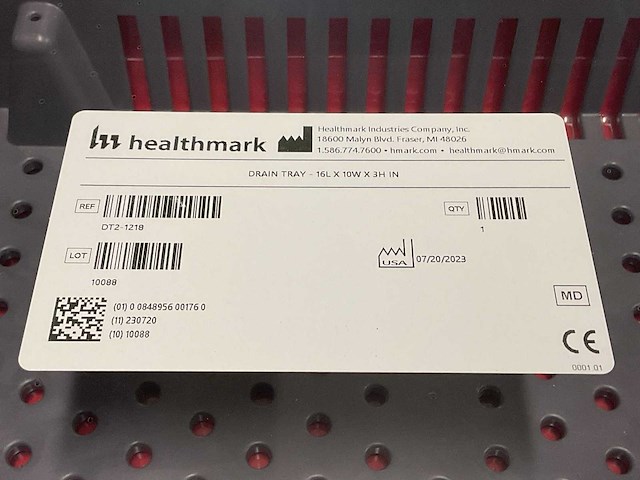 healthmark
Healthmark Industries Company, Inc.
18600 Malyn Blvd. Fraser, MI 48026
1.586.774.7600 • hmark.com • healthmark@hmark.com
DRAIN TRAY - 16L X 10W X 3H IN
REF
DT2-1218
QTY
1
LOT
10088
USA
07/20/2023
(01) 0 0848956 00176 0
(11) 230720
(10) 10088
MD
CE
0001.01